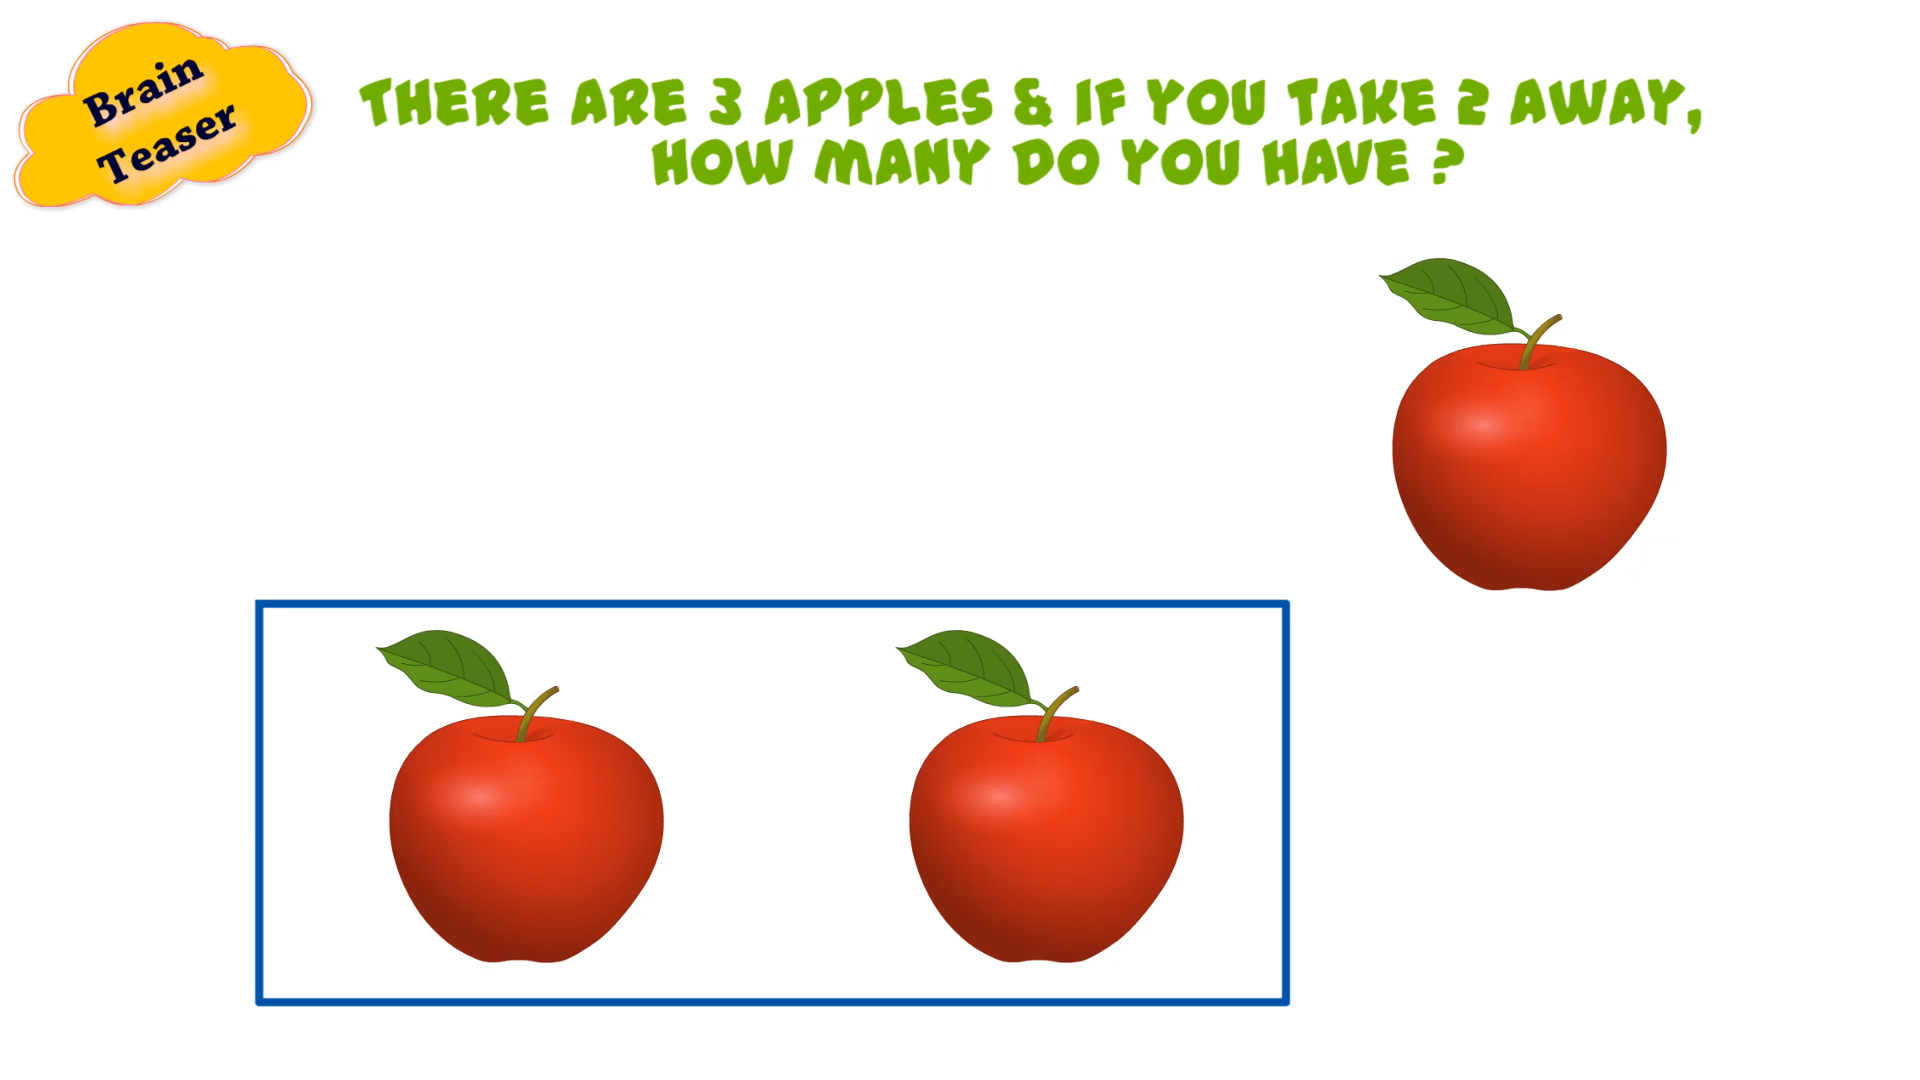 Brain
Teaser
THERE ARE 3 APPLES & IF YOU TAKE 2 AWAY,
HOW MANY DO YOU HAVE ?